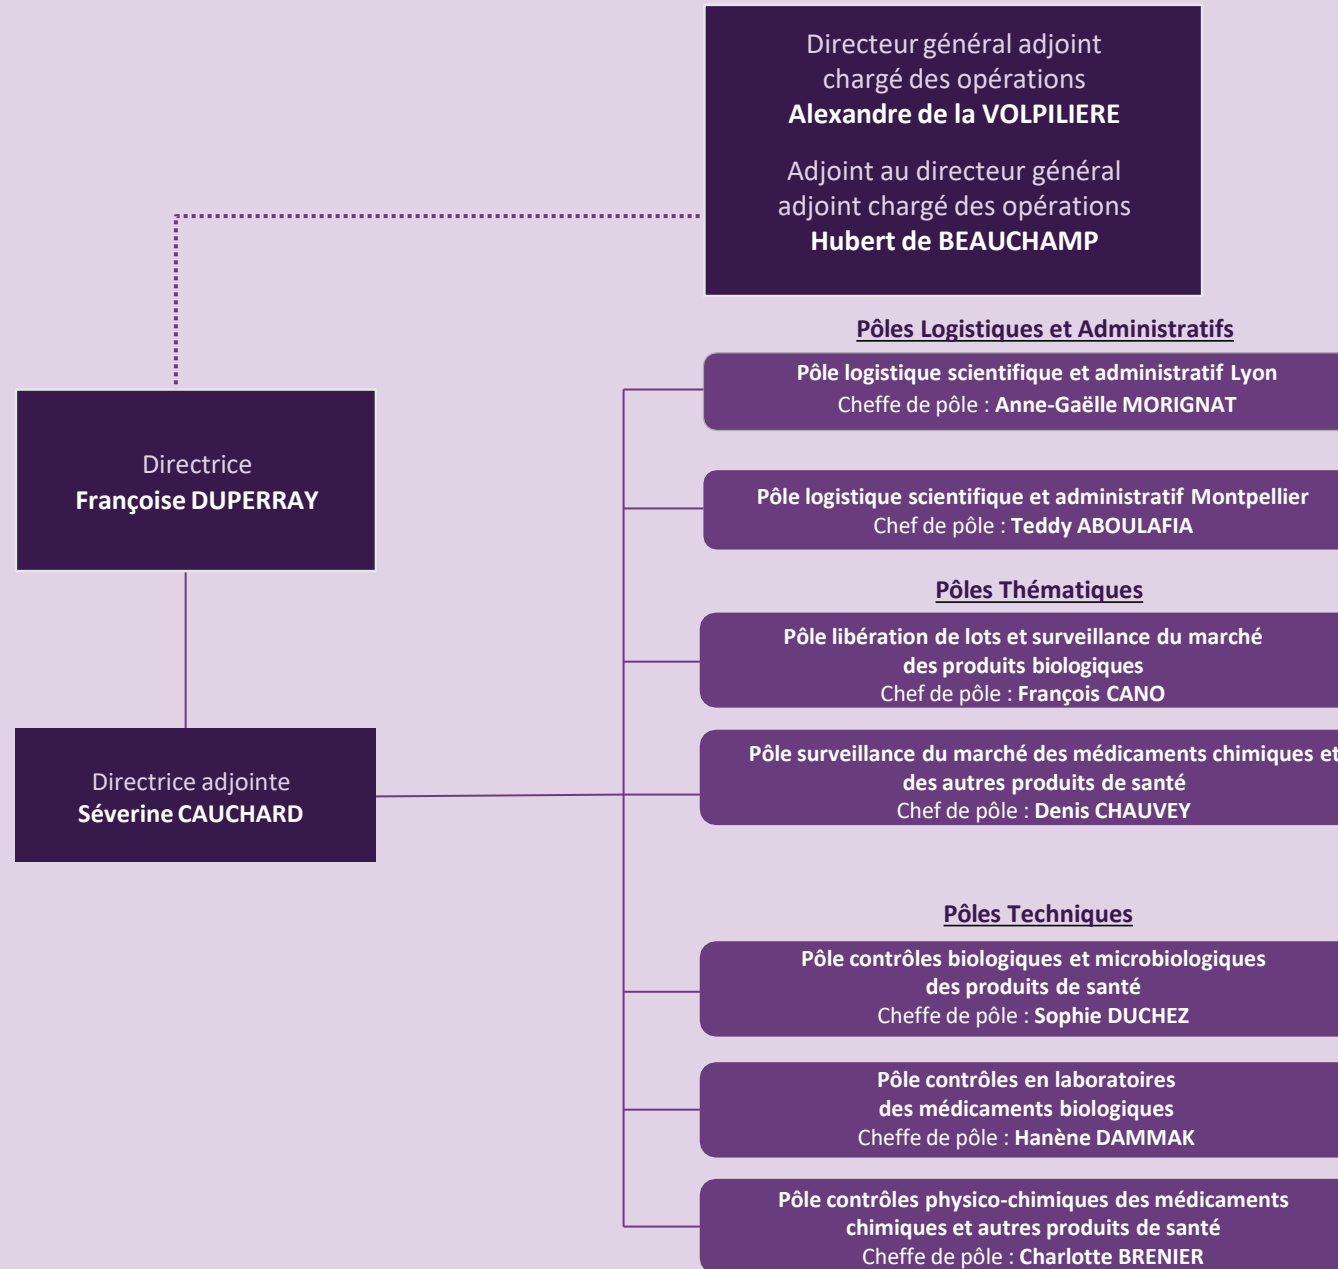 Directeur général adjoint
chargé des opérations
Alexandre de la VOLPILIERE
Adjoint au directeur général
adjoint chargé des opérations
Hubert de BEAUCHAMP
Directrice
Françoise DUPERRAY
Directrice adjointe
Séverine CAUCHARD
Pôles Logistiques et Administratifs
Pôle logistique scientifique et administratif Lyon
Cheffe de pôle : Anne-Gaëlle MORIGNAT
Pôle logistique scientifique et administratif Montpellier
Chef de pôle : Teddy ABOULAFIA
Pôles Thématiques
Pôle libération de lots et surveillance du marché
des produits biologiques
Chef de pôle : François CANO
Pôle surveillance du marché des médicaments chimiques et
des autres produits de santé
Chef de pôle : Denis CHAUVEY
Pôles Techniques
Pôle contrôles biologiques et microbiologiques
des produits de santé
Cheffe de pôle : Sophie DUCHEZ
Pôle contrôles en laboratoires
des médicaments biologiques
Cheffe de pôle : Hanène DAMMAK
Pôle contrôles physico-chimiques des médicaments
chimiques et autres produits de santé
Cheffe de pôle : Charlotte BRENIER